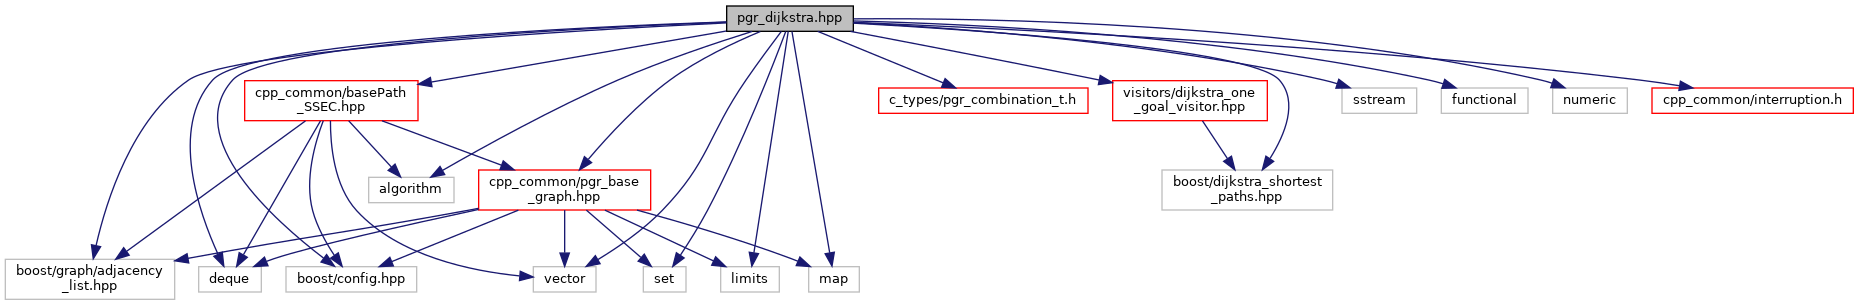 pgr_dijkstra.hpp
cpp_common/basePath
_SSEC.hpp
c_types/pgr_combination_t.h
visitors/dijkstra_one
_goal_visitor.hpp
sstream
functional
numeric
cpp_common/interruption.h
algorithm
cpp_common/pgr_base
_graph.hpp
boost/dijkstra_shortest
_paths.hpp
boost/graph/adjacency
_list.hpp
deque
boost/config.hpp
vector
set
limits
map